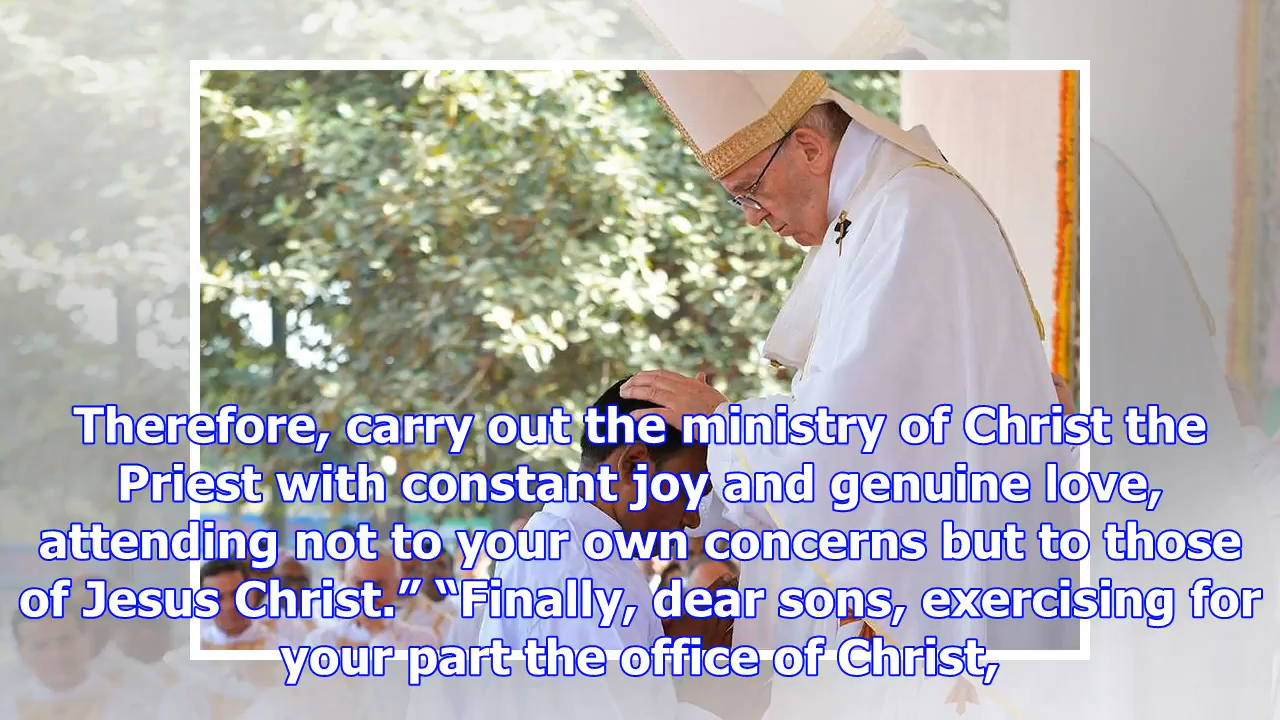 Therefore, carry out the ministry of Christ the
Priest with constant joy and genuine love,
attending not to your own concerns but to those
of Jesus Christ.” “Finally, dear sons, exercising for
your part the office of Christ,